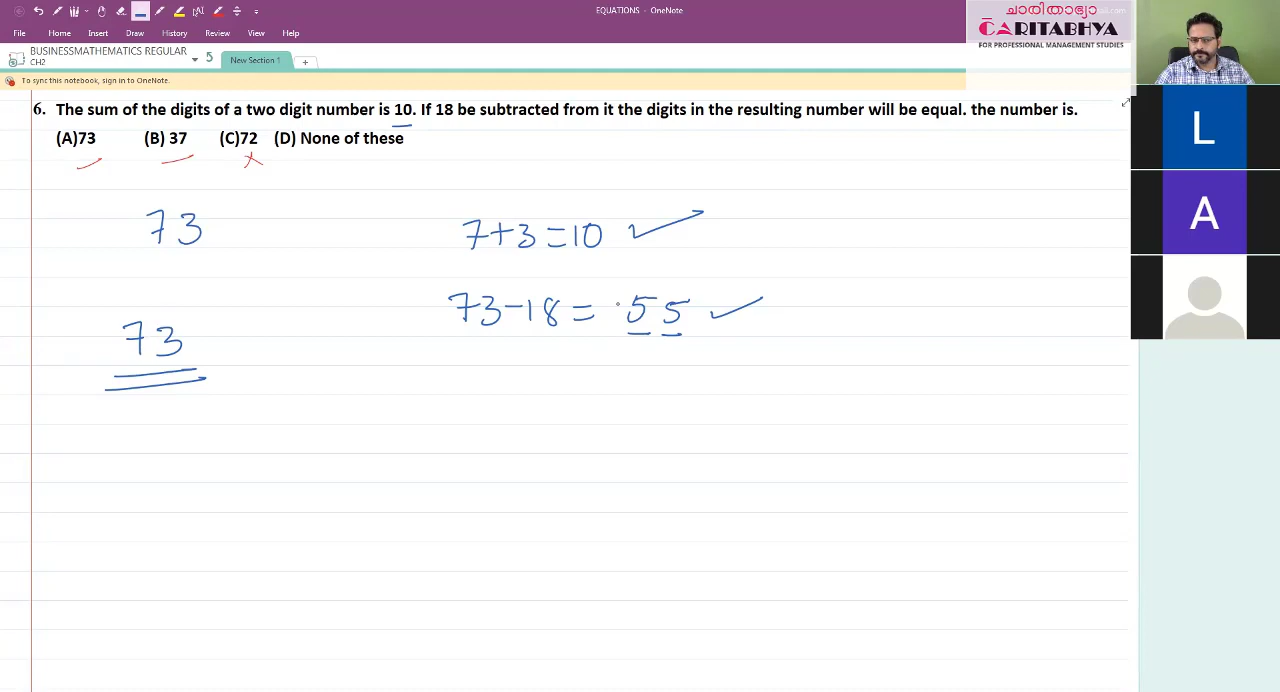 EQUATIONS - OneNote
ചാരിതാഭ്യാ
CARITABHYA
FOR PROFESSIONAL MANAGEMENT STUDIES
File Home Insert Draw History Review View Help
BUSINESSMATHEMATICS REGULAR
CH2
New Section 1
To sync this notebook, sign in to OneNote.
6. The sum of the digits of a two digit number is 10. If 18 be subtracted from it the digits in the resulting number will be equal. the number is.
(A)73 (B) 37 (C)72 (D) None of these
73 7+3=10
73-18= 55
73
L
A